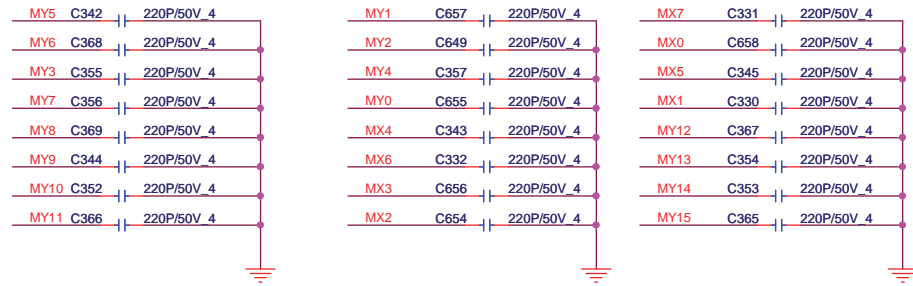 MY5 C342 220P/50V_4
MY6 C368 220P/50V_4
MY3 C355 220P/50V_4
MY7 C356 220P/50V_4
MY8 C369 220P/50V_4
MY9 C344 220P/50V_4
MY10 C352 220P/50V_4
MY11 C366 220P/50V_4
MY1 C657 220P/50V_4
MY2 C649 220P/50V_4
MY4 C357 220P/50V_4
MY0 C655 220P/50V_4
MX4 C343 220P/50V_4
MX6 C332 220P/50V_4
MX3 C656 220P/50V_4
MX2 C654 220P/50V_4
MX7 C331 220P/50V_4
MX0 C658 220P/50V_4
MX5 C345 220P/50V_4
MX1 C330 220P/50V_4
MY12 C367 220P/50V_4
MY13 C354 220P/50V_4
MY14 C353 220P/50V_4
MY15 C365 220P/50V_4